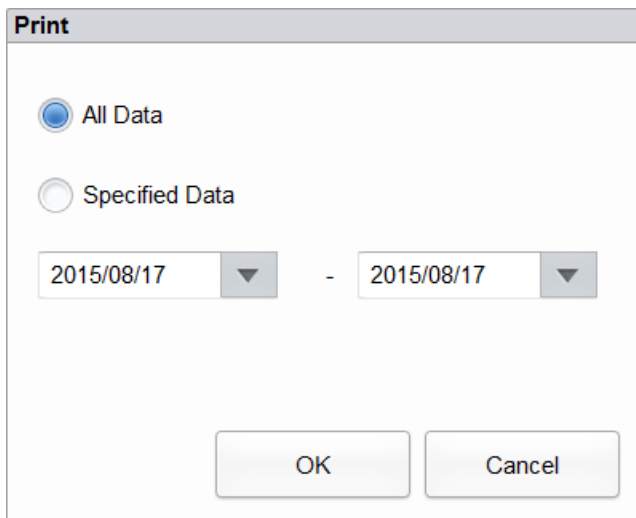 Print
All Data
Specified Data
2015/08/17 - 2015/08/17
OK Cancel